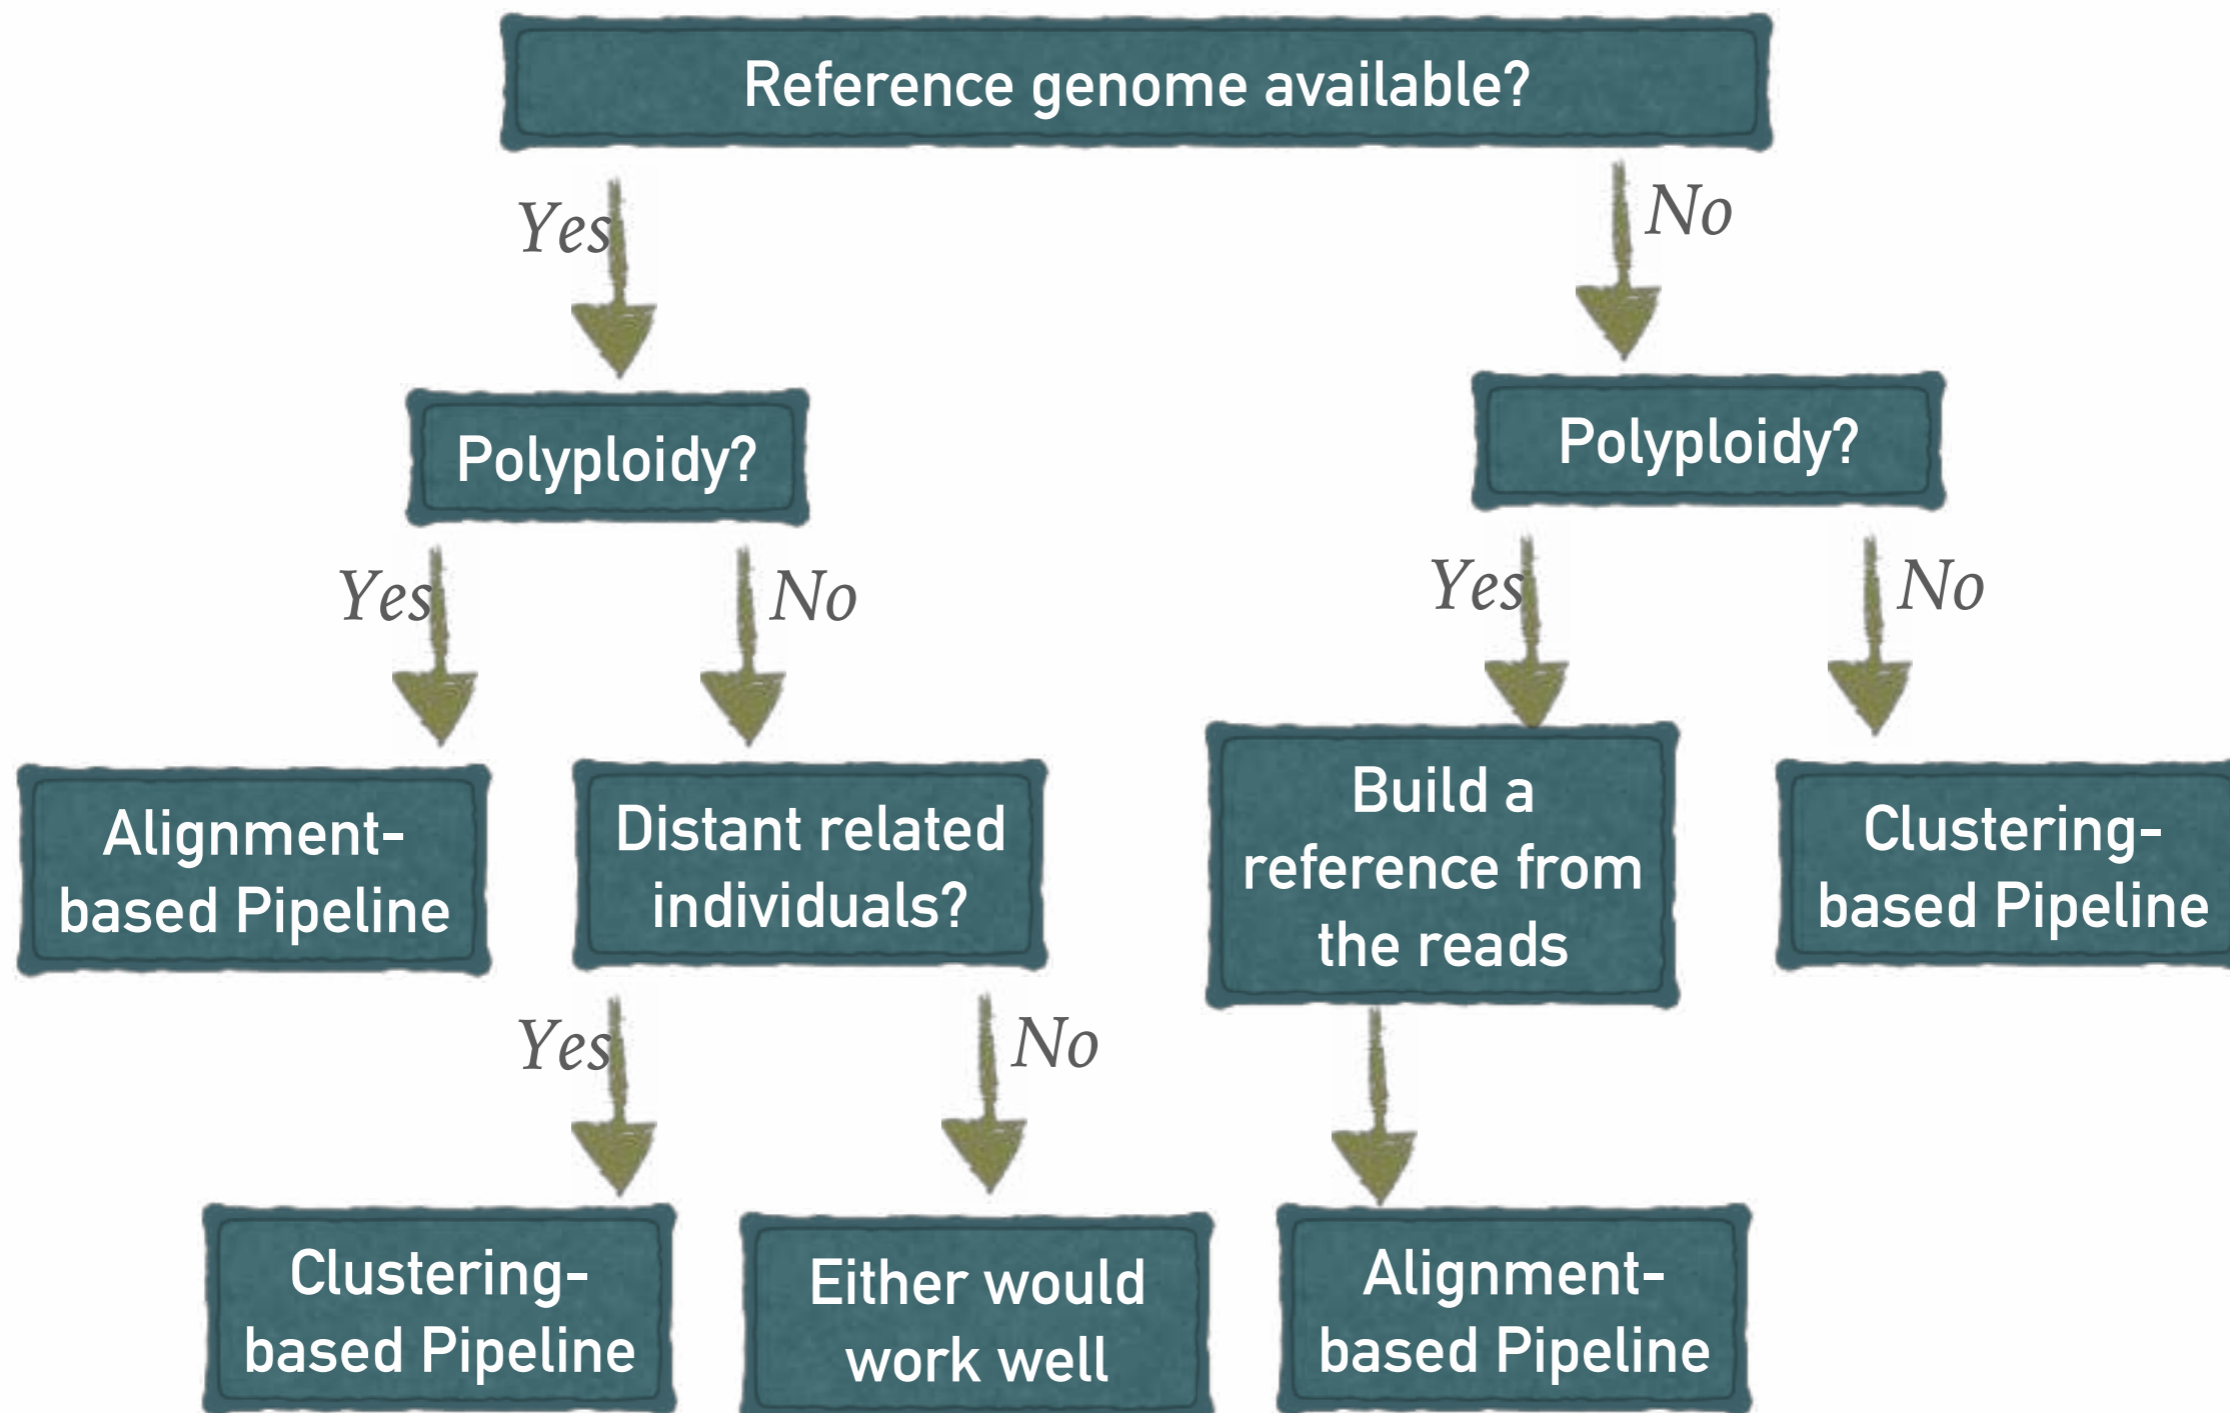 Reference genome available?
Yes
No
Polyploidy?
Polyploidy?
Yes
No
Yes
No
Alignment-
based Pipeline
Distant related
individuals?
Build a
reference from
the reads
Clustering-
based Pipeline
Yes
No
Clustering-
based Pipeline
Either would
work well
Alignment-
based Pipeline